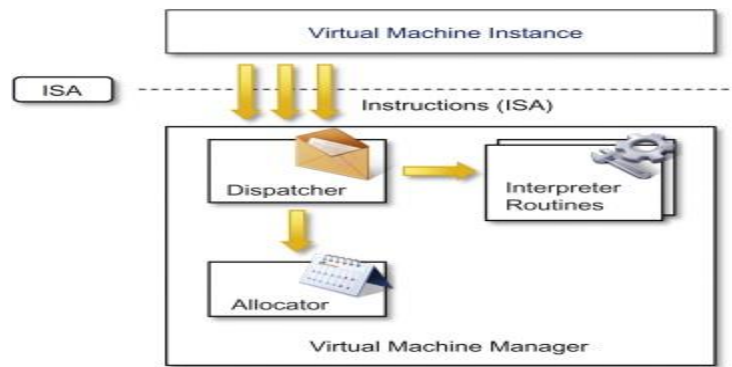 Virtual Machine Instance
ISA
Instructions (ISA)
Dispatcher
Interpreter
Routines
Allocator
Virtual Machine Manager